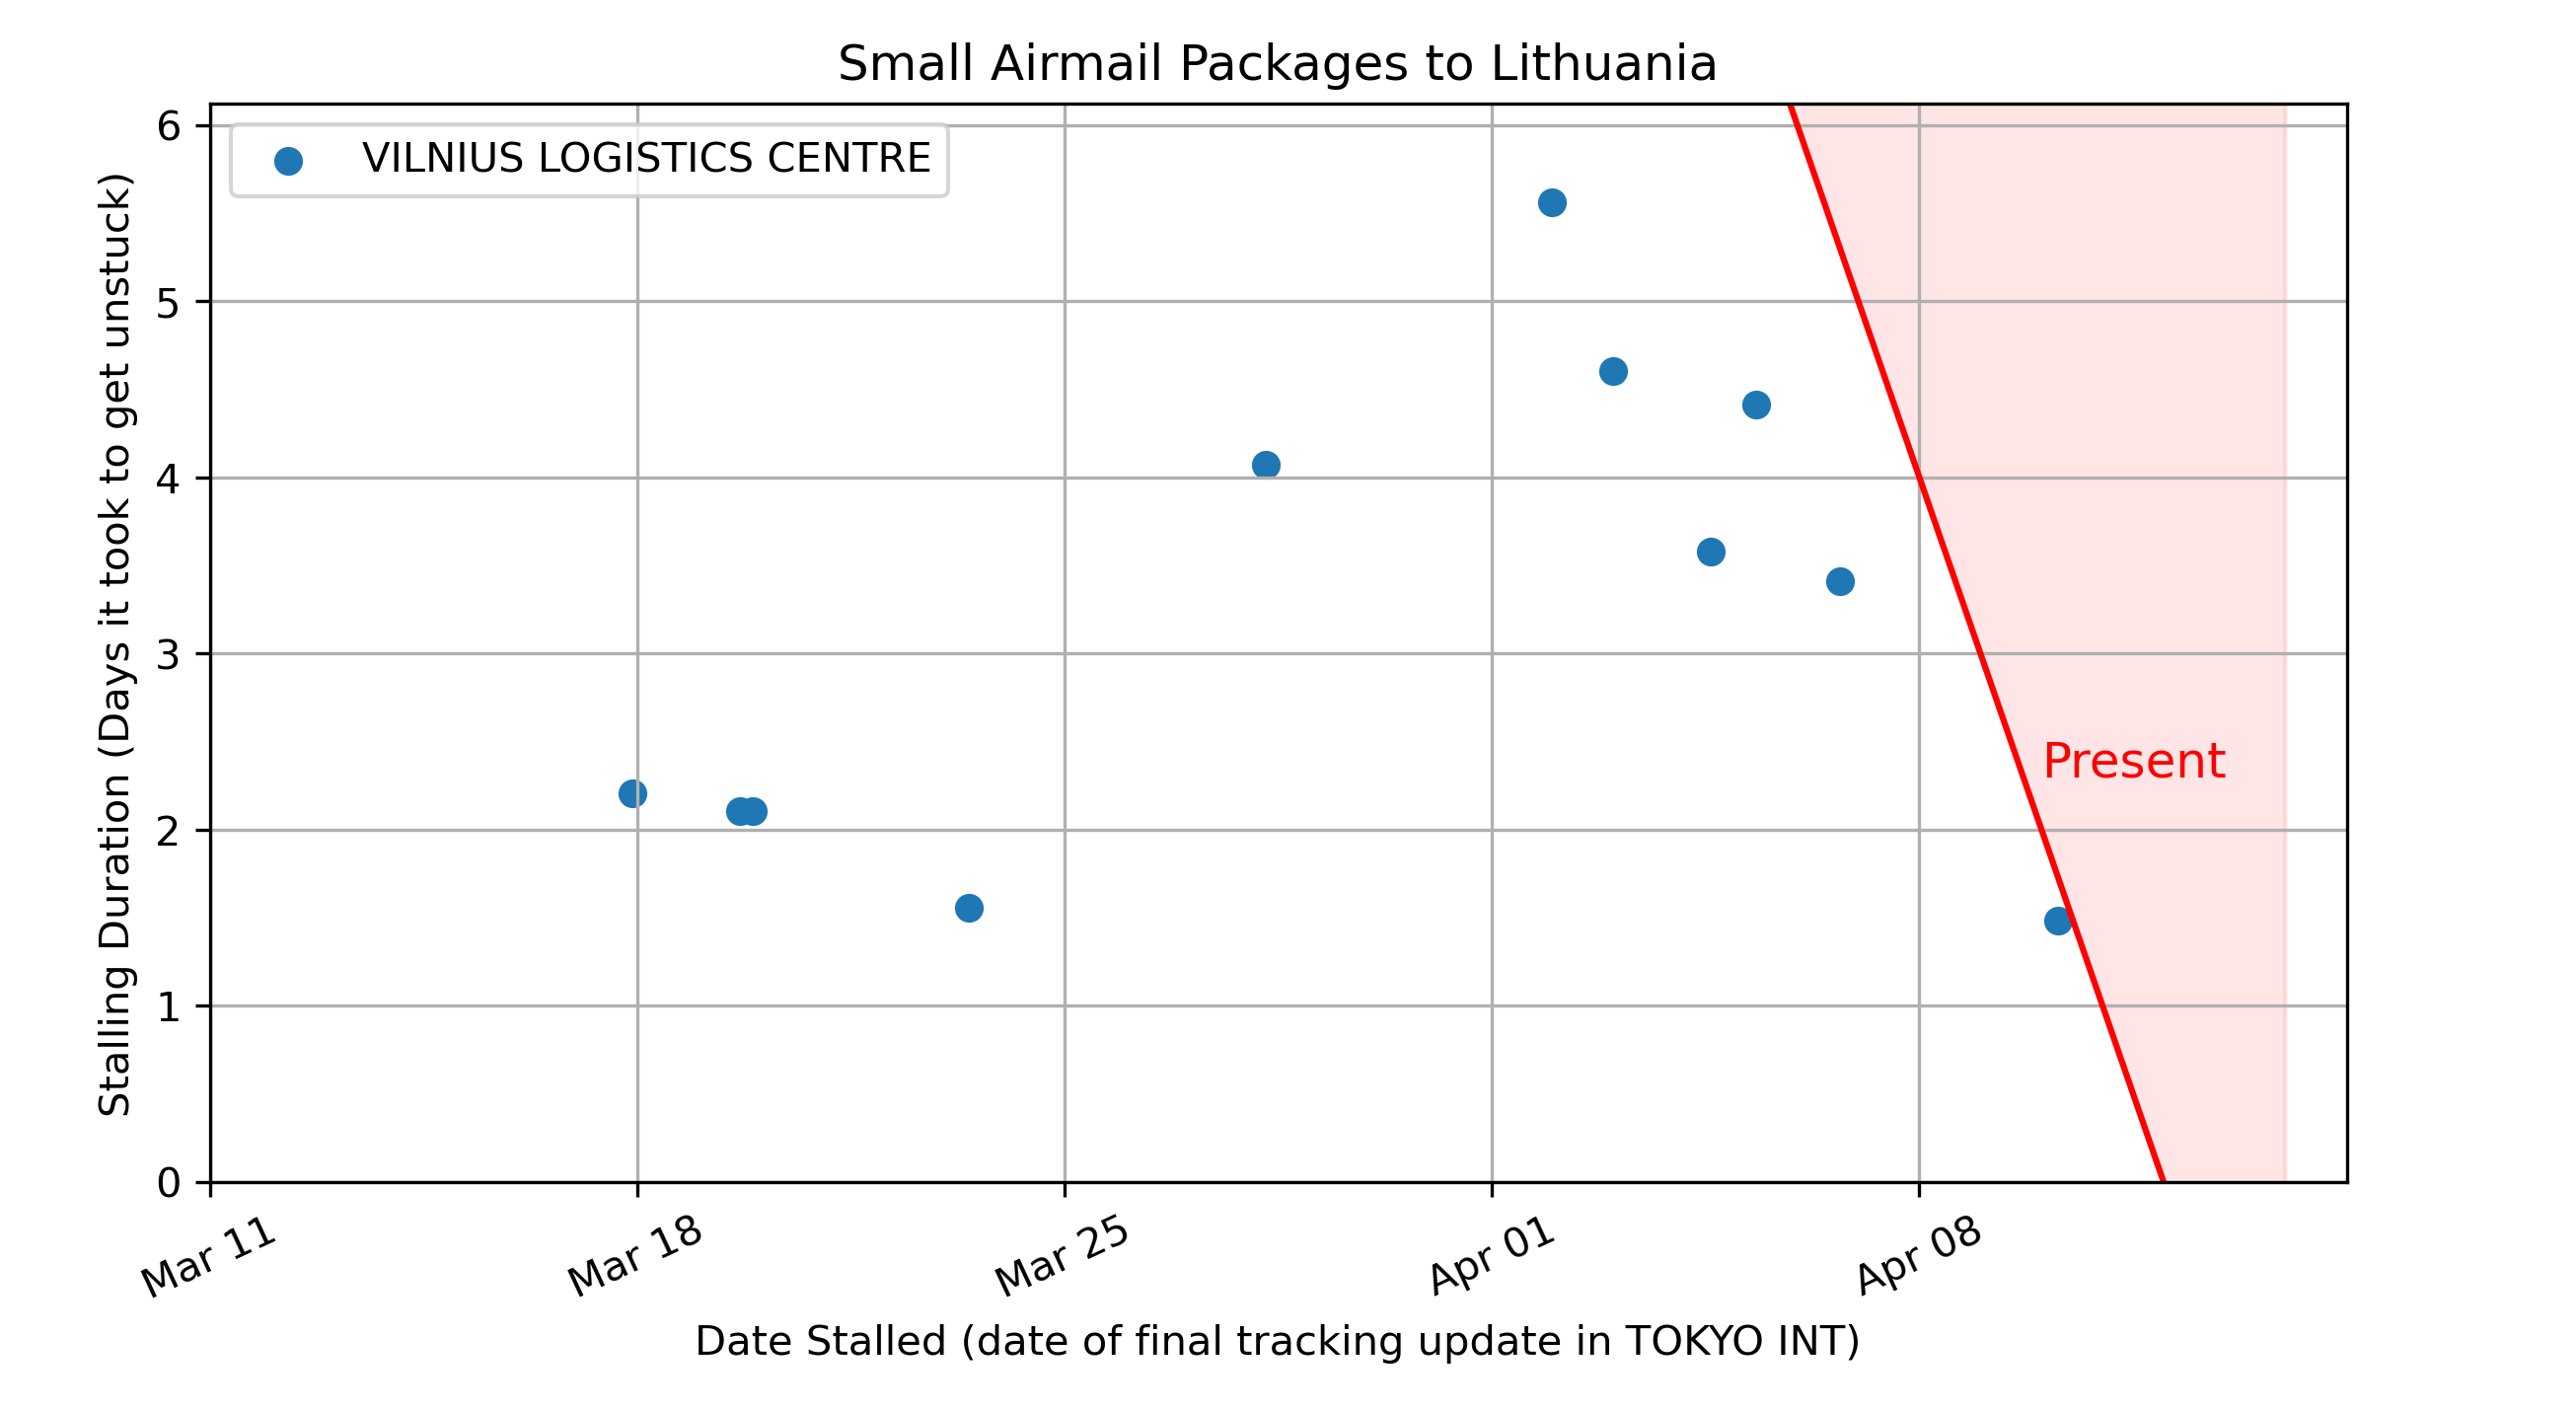 Small Airmail Packages to Lithuania
VILNIUS LOGISTICS CENTRE
Stalling Duration (Days it took to get unstuck)
6
5
4
3
2
1
0
Present
Mar 11
Mar 18
Mar 25
Apr 01
Apr 08
Date Stalled (date of final tracking update in TOKYO INT)